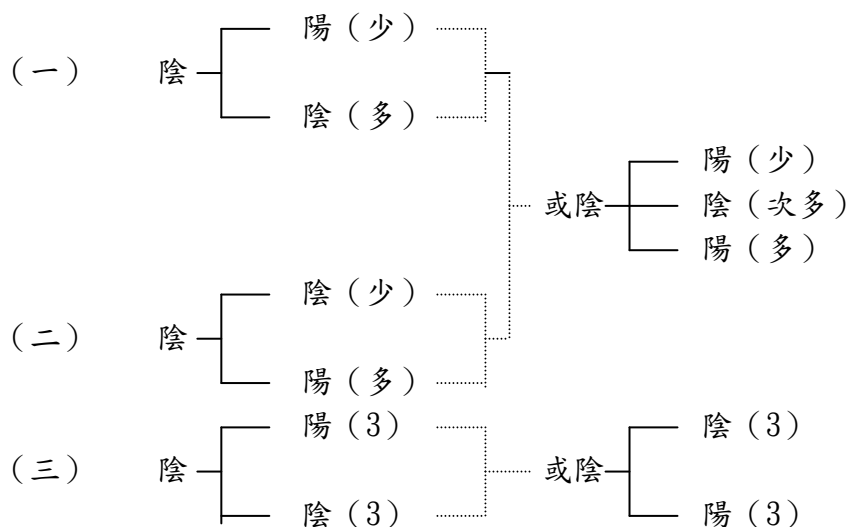 陽（少）
（一） 陰
陰（多）
陽（少）
或陰 陰（次多）
陽（多）
陰（少）
（二） 陰
陽（多）
陽（3） 陰（3）
（三） 陰 或陰
陰（3） 陽（3）